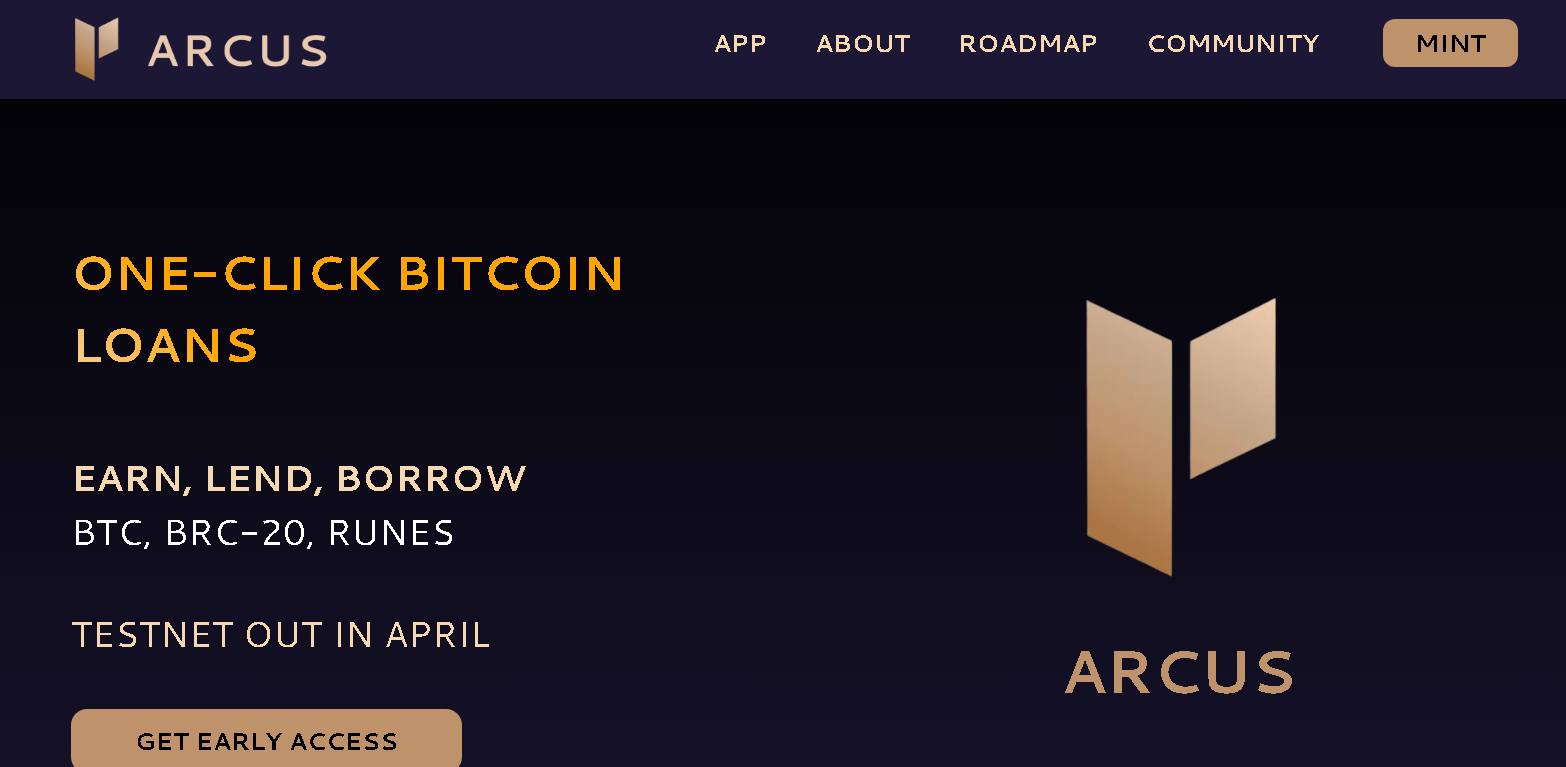 ARCUS
APP
ABOUT
ROADMAP
COMMUNITY
MINT
ONE-CLICK BITCOIN
LOANS
EARN, LEND, BORROW
BTC, BRC-20, RUNES
TESTNET OUT IN APRIL
GET EARLY ACCESS
ARCUS